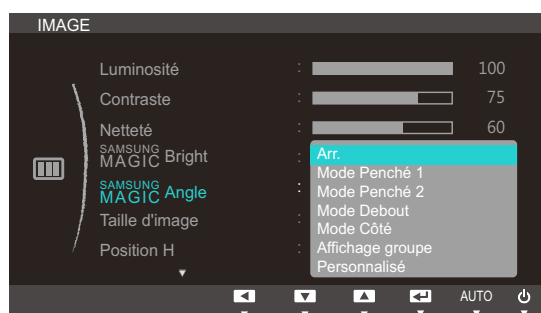 IMAGE
Luminosité : 100
Contraste : 75
Netteté : 60
SAMSUNG MAGIC Bright :
SAMSUNG MAGIC Angle :
Taille d'image :
Position H :
Arr.
Mode Penché 1
Mode Penché 2
Mode Debout
Mode Côté
Affichage groupe
Personnalisé
AUTO